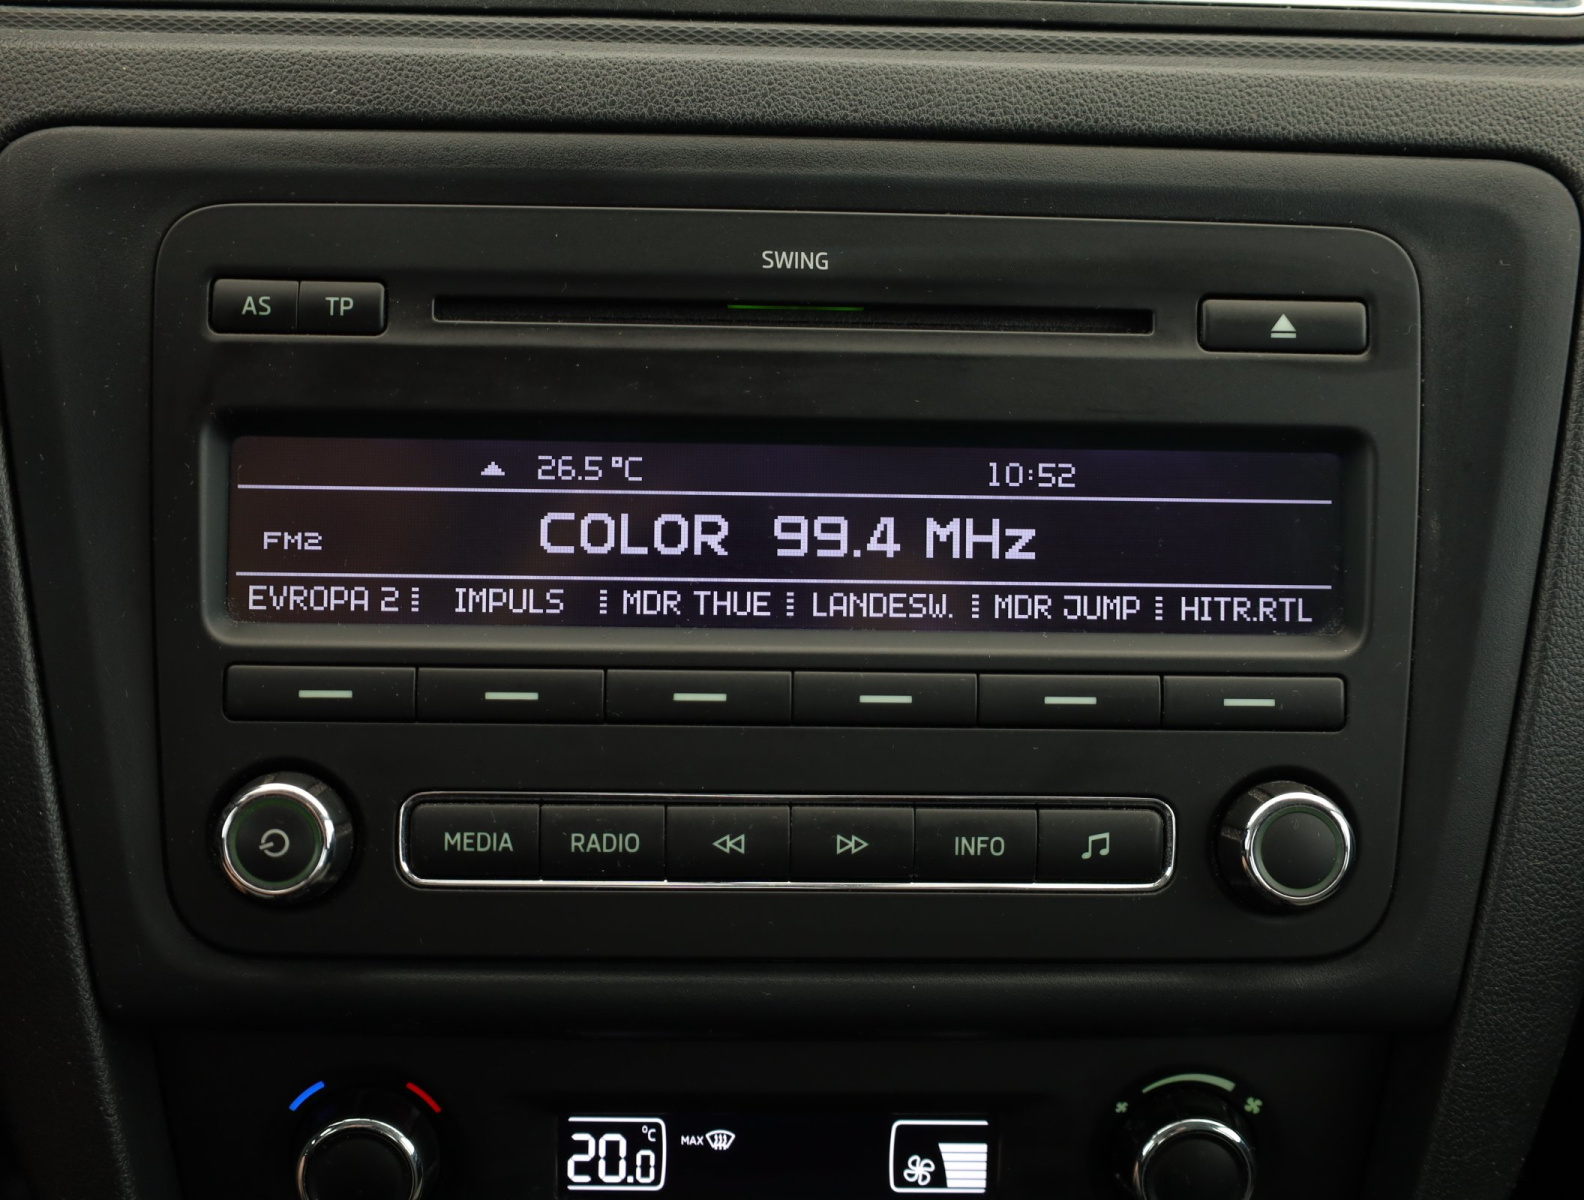 SWING
AS TP
26.5°C 10:52
FM2 COLOR 99.4 MHz
EVROPA 2 IMPULS MDR THUE LANDESW. MDR JUMP HITR.RTL
MEDIA RADIO INFO
20.0 °C MAX